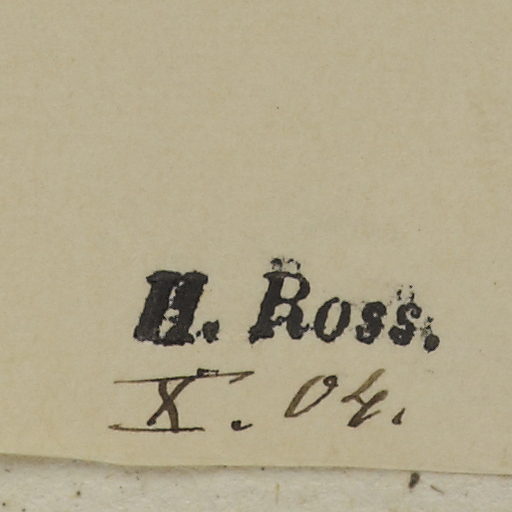 H. Ross.
X. 04.